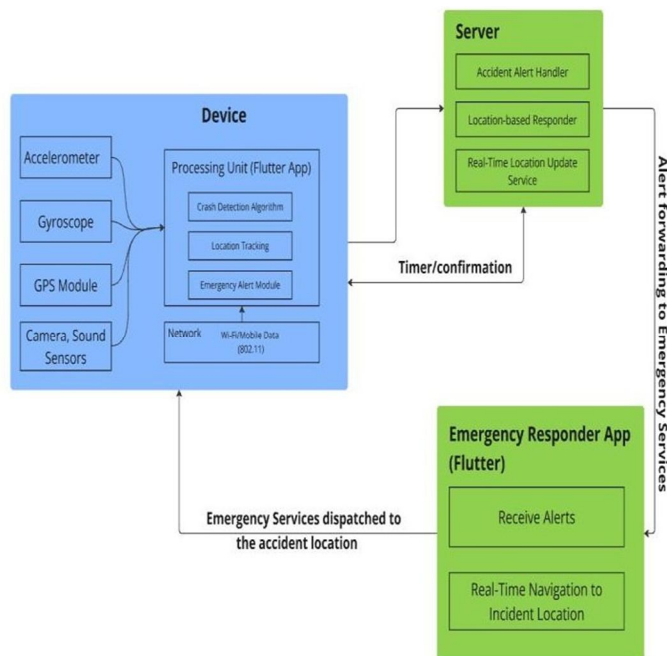 Server
Accident Alert Handler
Location-based Responder
Real-Time Location Update
Service
Device
Accelerometer
Gyroscope
GPS Module
Camera, Sound
Sensors
Processing Unit (Flutter App)
Crash Detection Algorithm
Location Tracking
Emergency Alert Module
Network
Wi-Fi/Mobile Data
(802.11)
Timer/confirmation
Alert forwarding to Emergency Services
Emergency Responder App
(Flutter)
Receive Alerts
Real-Time Navigation to
Incident Location
Emergency Services dispatched to
the accident location